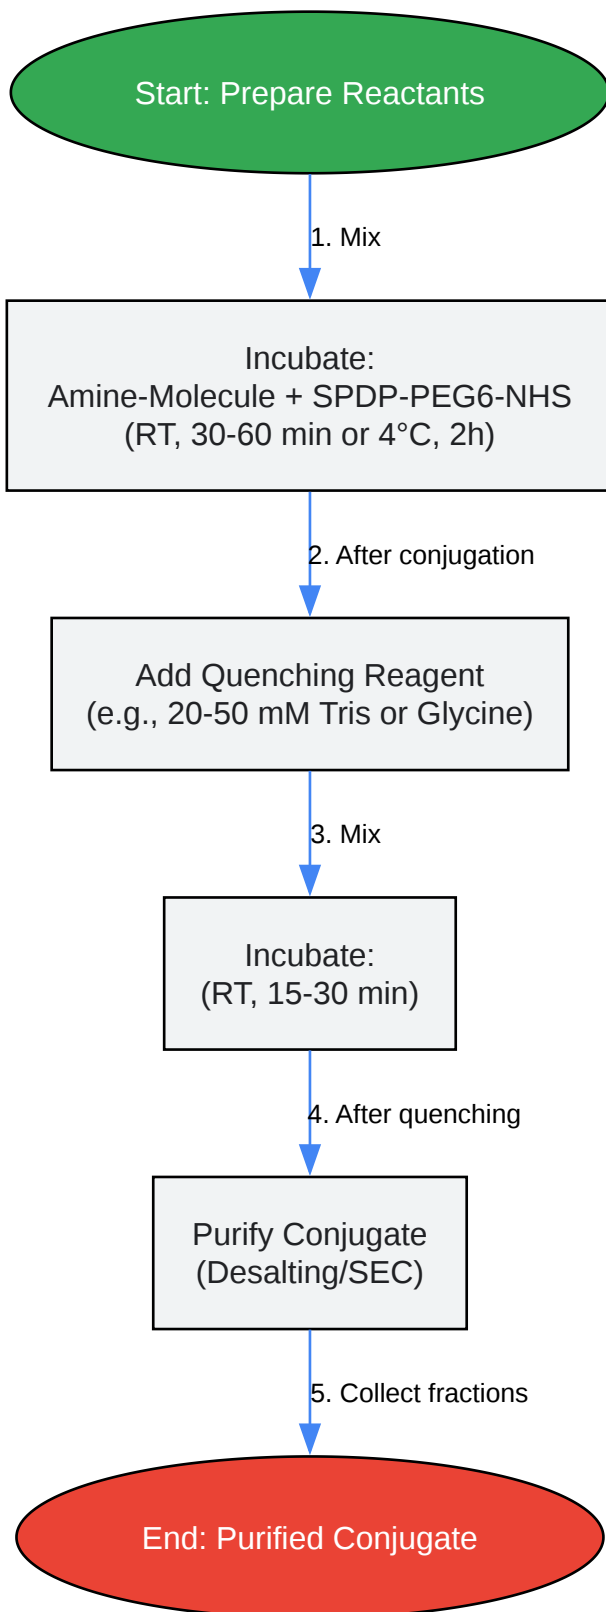 Start: Prepare Reactants
1. Mix
Incubate:
Amine-Molecule + SPDP-PEG6-NHS
(RT, 30-60 min or 4°C, 2h)
2. After conjugation
Add Quenching Reagent
(e.g., 20-50 mM Tris or Glycine)
3. Mix
Incubate:
(RT, 15-30 min)
4. After quenching
Purify Conjugate
(Desalting/SEC)
5. Collect fractions
End: Purified Conjugate